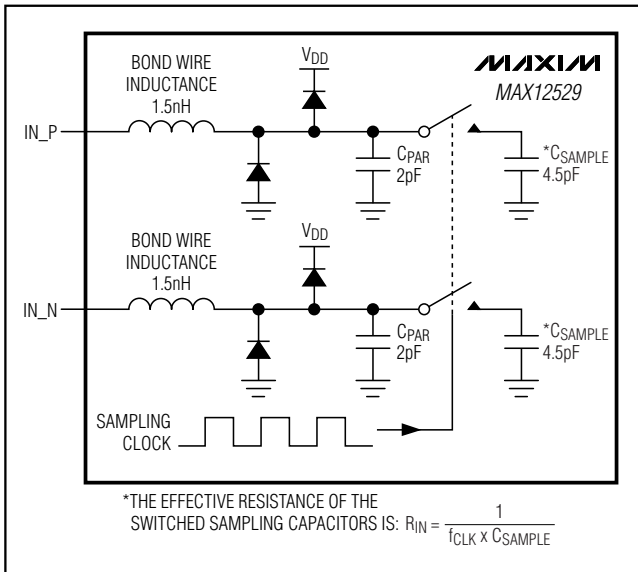 MAXIM
MAX12529
BOND WIRE
INDUCTANCE
1.5nH
VDD
IN_P
CPAR
2pF
*CSAMPLE
4.5pF
BOND WIRE
INDUCTANCE
1.5nH
VDD
IN_N
CPAR
2pF
*CSAMPLE
4.5pF
SAMPLING
CLOCK
*THE EFFECTIVE RESISTANCE OF THE
SWITCHED SAMPLING CAPACITORS IS: RIN = 1 / fCLK x CSAMPLE